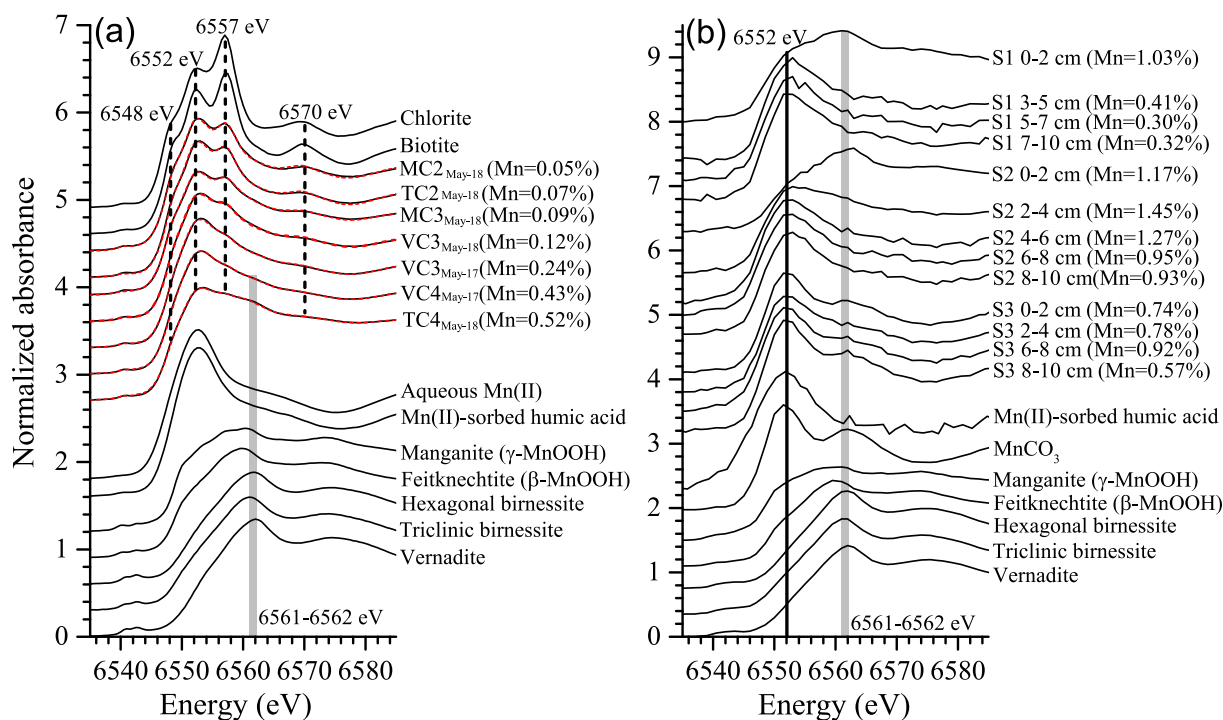 (a)
6557 eV
6552 eV
6548 eV
6570 eV
Chlorite
Biotite
MC2May-18 (Mn=0.05%)
TC2May-18 (Mn=0.07%)
MC3May-18 (Mn=0.09%)
VC3May-18(Mn=0.12%)
VC3May-17(Mn=0.24%)
VC4May-17(Mn=0.43%)
TC4May-18(Mn=0.52%)
Aqueous Mn(II)
Mn(II)-sorbed humic acid
Manganite (γ-MnOOH)
Feitknechtite (β-MnOOH)
Hexagonal birnessite
Triclinic birnessite
Vernadite
6561-6562 eV
Normalized absorbance
7
6
5
4
3
2
1
0
6540 6550 6560 6570 6580
Energy (eV)
(b)
6552 eV
S1 0-2 cm (Mn=1.03%)
S1 3-5 cm (Mn=0.41%)
S1 5-7 cm (Mn=0.30%)
S1 7-10 cm (Mn=0.32%)
S2 0-2 cm (Mn=1.17%)
S2 2-4 cm (Mn=1.45%)
S2 4-6 cm (Mn=1.27%)
S2 6-8 cm (Mn=0.95%)
S2 8-10 cm(Mn=0.93%)
S3 0-2 cm (Mn=0.74%)
S3 2-4 cm (Mn=0.78%)
S3 6-8 cm (Mn=0.92%)
S3 8-10 cm (Mn=0.57%)
Mn(II)-sorbed humic acid
MnCO3
Manganite (γ-MnOOH)
Feitknechtite (β-MnOOH)
Hexagonal birnessite
Triclinic birnessite
Vernadite
6561-6562 eV
9
8
7
6
5
4
3
2
1
0
6540 6550 6560 6570 6580
Energy (eV)